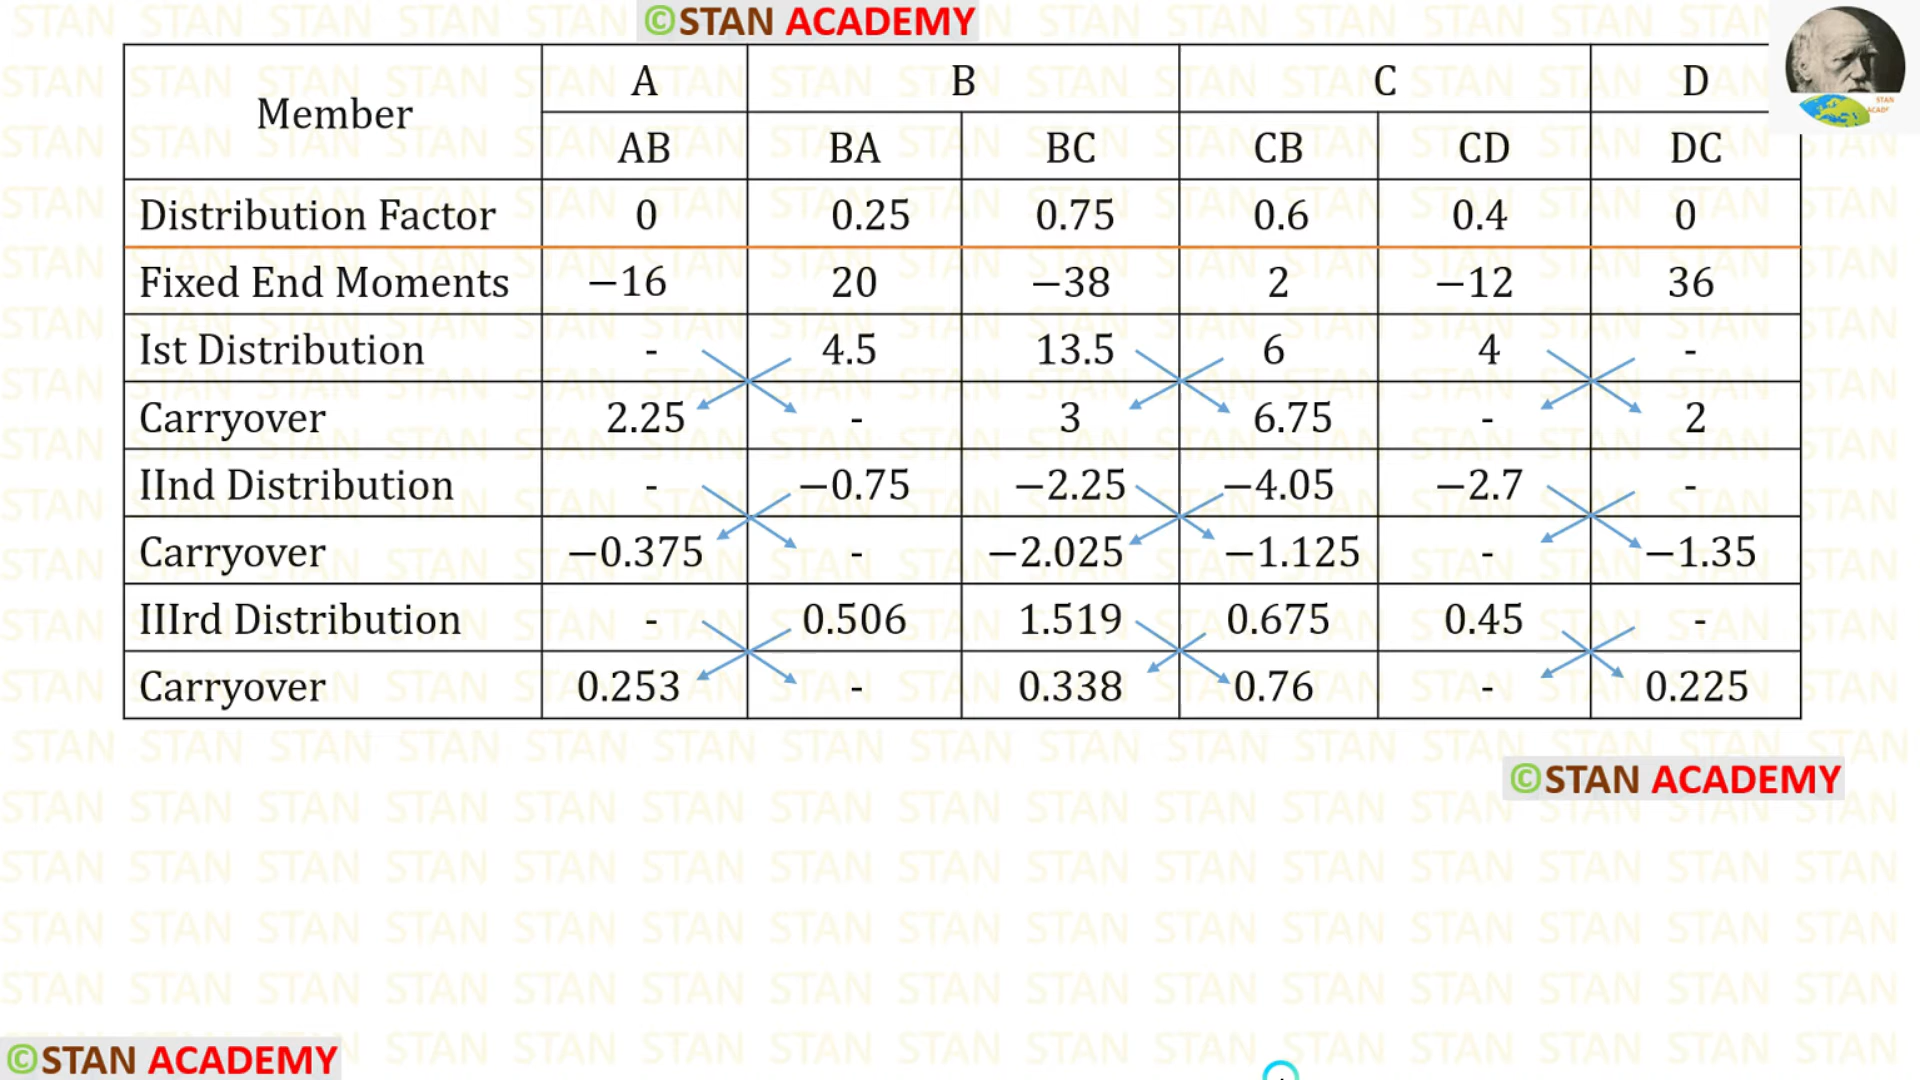 ©STAN ACADEMY
Member A B C D
AB BA BC CB CD DC
Distribution Factor 0 0.25 0.75 0.6 0.4 0
Fixed End Moments −16 20 −38 2 −12 36
Ist Distribution - 4.5 13.5 6 4 -
Carryover 2.25 - 3 6.75 - 2
IInd Distribution - −0.75 −2.25 −4.05 −2.7 -
Carryover −0.375 - −2.025 −1.125 - −1.35
IIIrd Distribution - 0.506 1.519 0.675 0.45 -
Carryover 0.253 - 0.338 0.76 - 0.225
©STAN ACADEMY
©STAN ACADEMY